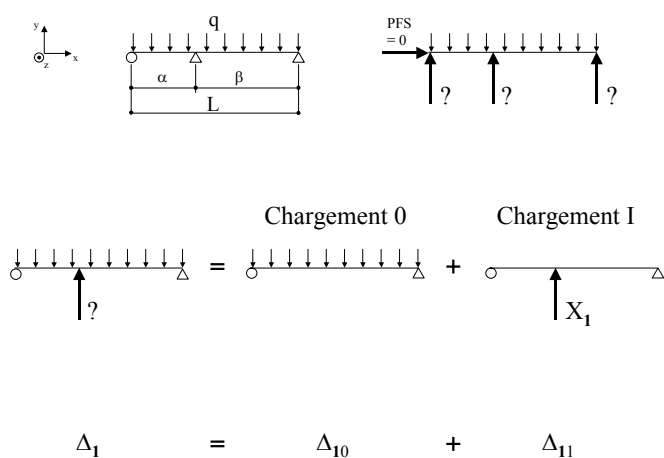 y
x
z
q
α β
L
PFS
= 0
? ? ?
Chargement 0 Chargement I
= +
? X₁
Δ₁ = Δ₁₀ + Δ₁₁